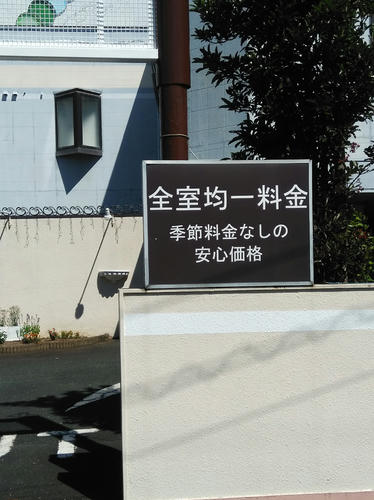 全室均一料金
季節料金なしの
安心価格